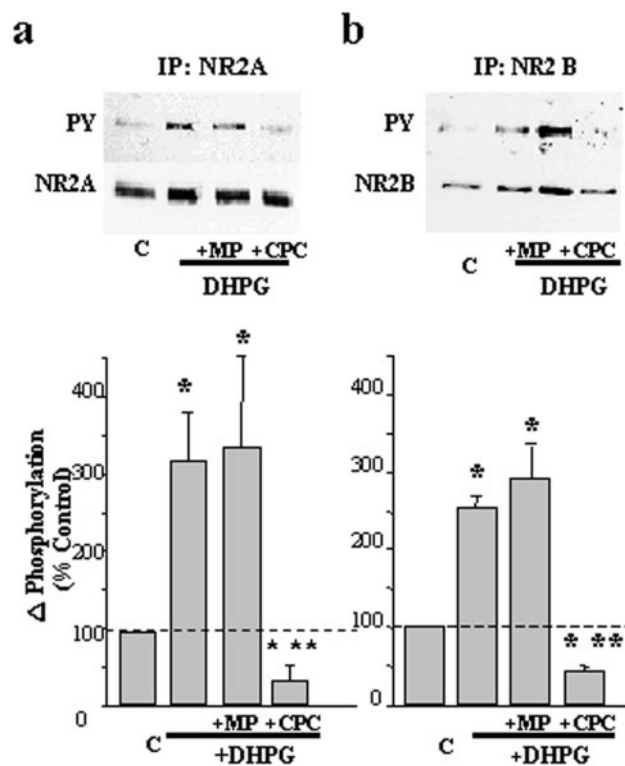 a
IP: NR2A
PY
NR2A
C +MP +CPC
DHPG
b
IP: NR2 B
PY
NR2B
C +MP +CPC
DHPG
Δ Phosphorylation
(% Control)
400
300
200
100
0
*
*
* **
C +MP +CPC
+DHPG
400
300
200
100
0
*
*
* **
C +MP +CPC
+DHPG